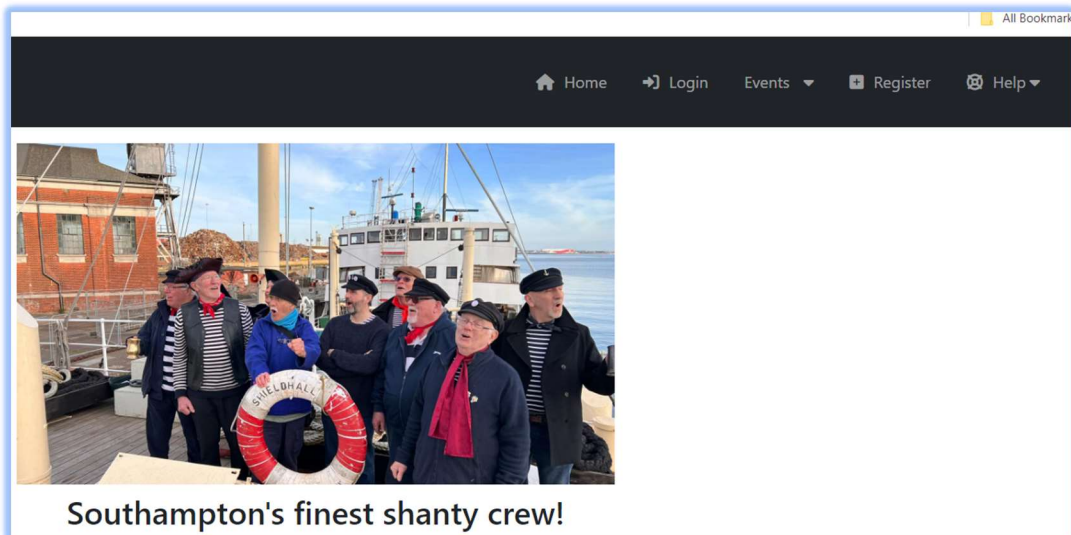 All Bookmark
Home Login Events Register Help
SHIELDHALL
Southampton's finest shanty crew!